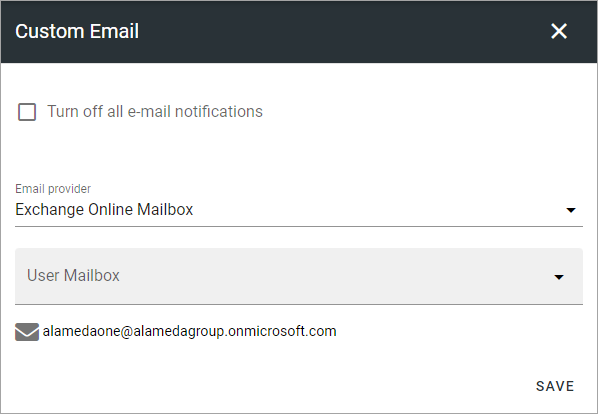 Custom Email
Turn off all e-mail notifications
Email provider
Exchange Online Mailbox
User Mailbox
alamedaone@alamedagroup.onmicrosoft.com
SAVE